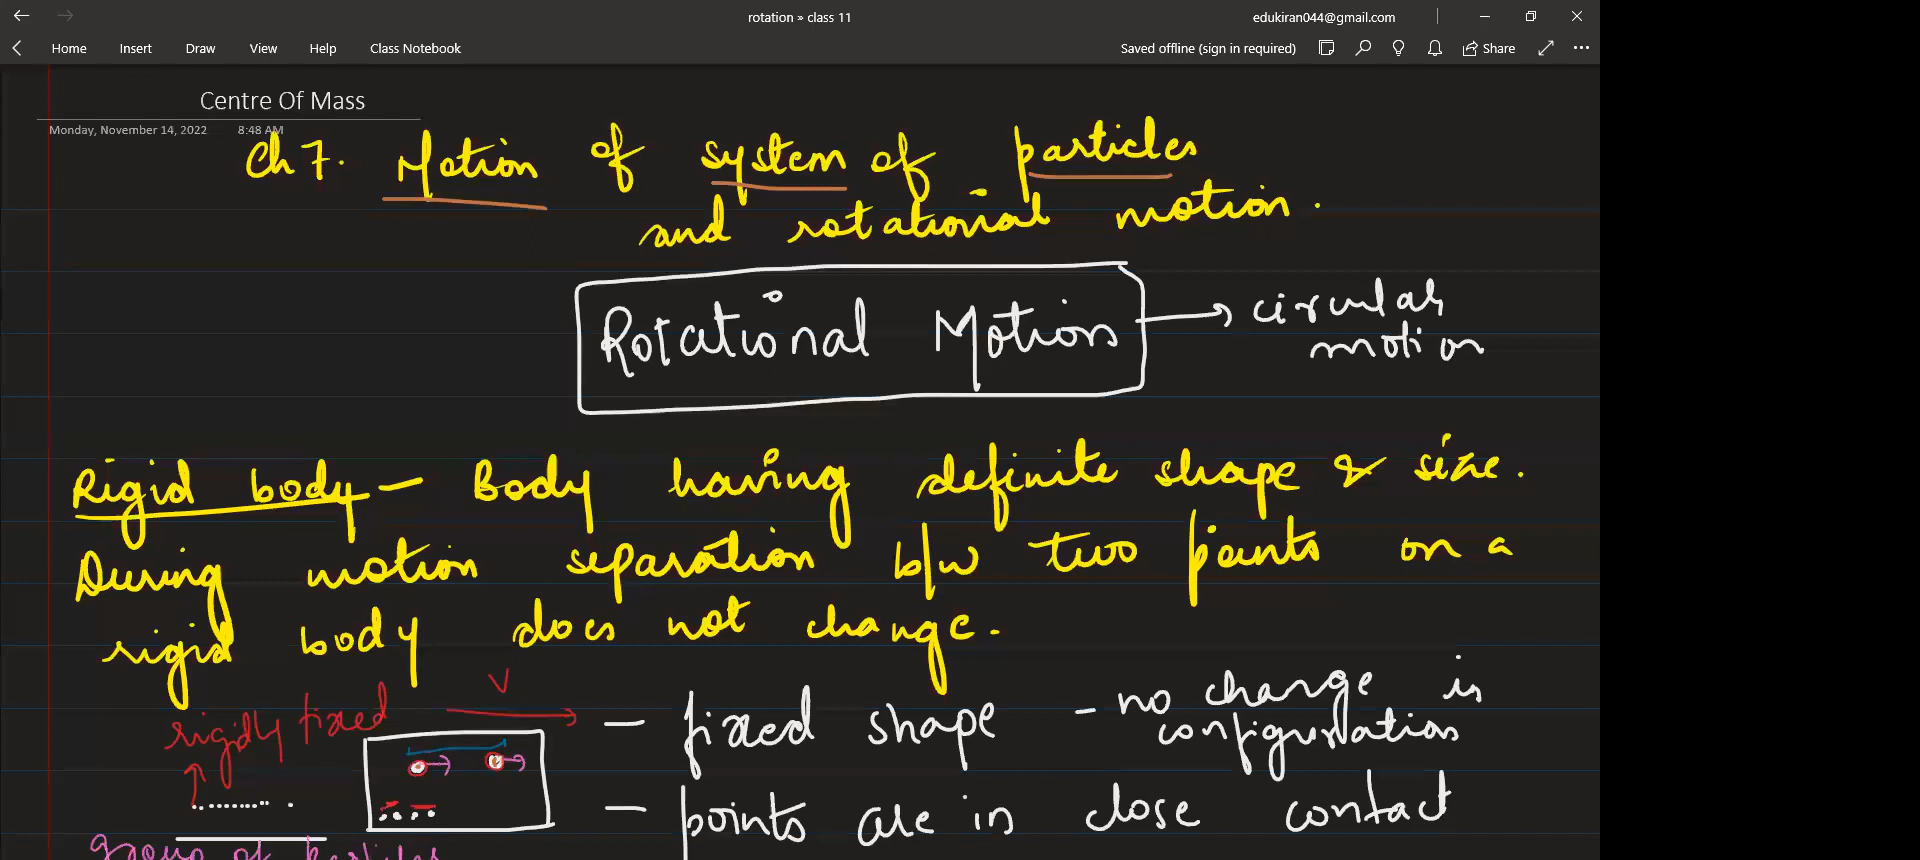 rotation » class 11
edukiran044@gmail.com
Home Insert Draw View Help Class Notebook
Saved offline (sign in required) Share
Centre Of Mass
Monday, November 14, 2022 8:48 AM
Ch 7. Motion of system of particles
and rotational motion.
Rotational Motion → circular
motion
Rigid body – Body having definite shape & size.
During motion separation b/w two points on a
rigid body does not change.
rigidly fixed
V
– fixed shape – no change in
configuration
– points are in close contact
group of particles